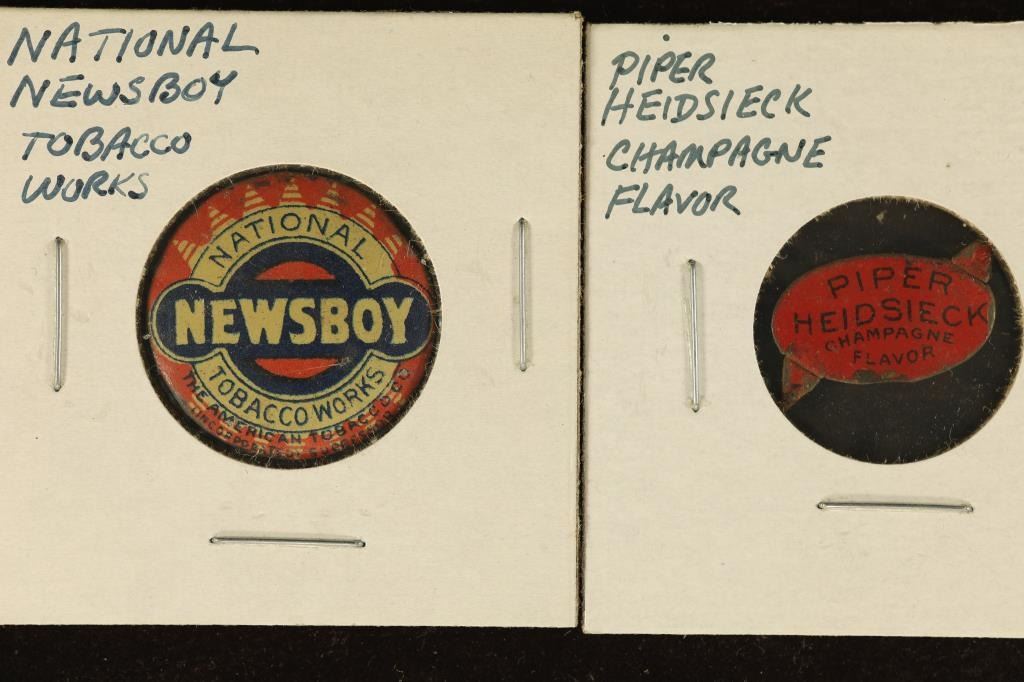 NATIONAL
NEWSBOY
TOBACCO
WORKS
NATIONAL
NEWSBOY
TOBACCO WORKS
THE AMERICAN TOBACCO CO
PIPER
HEIDSIECK
CHAMPAGNE
FLAVOR
PIPER
HEIDSIECK
CHAMPAGNE
FLAVOR